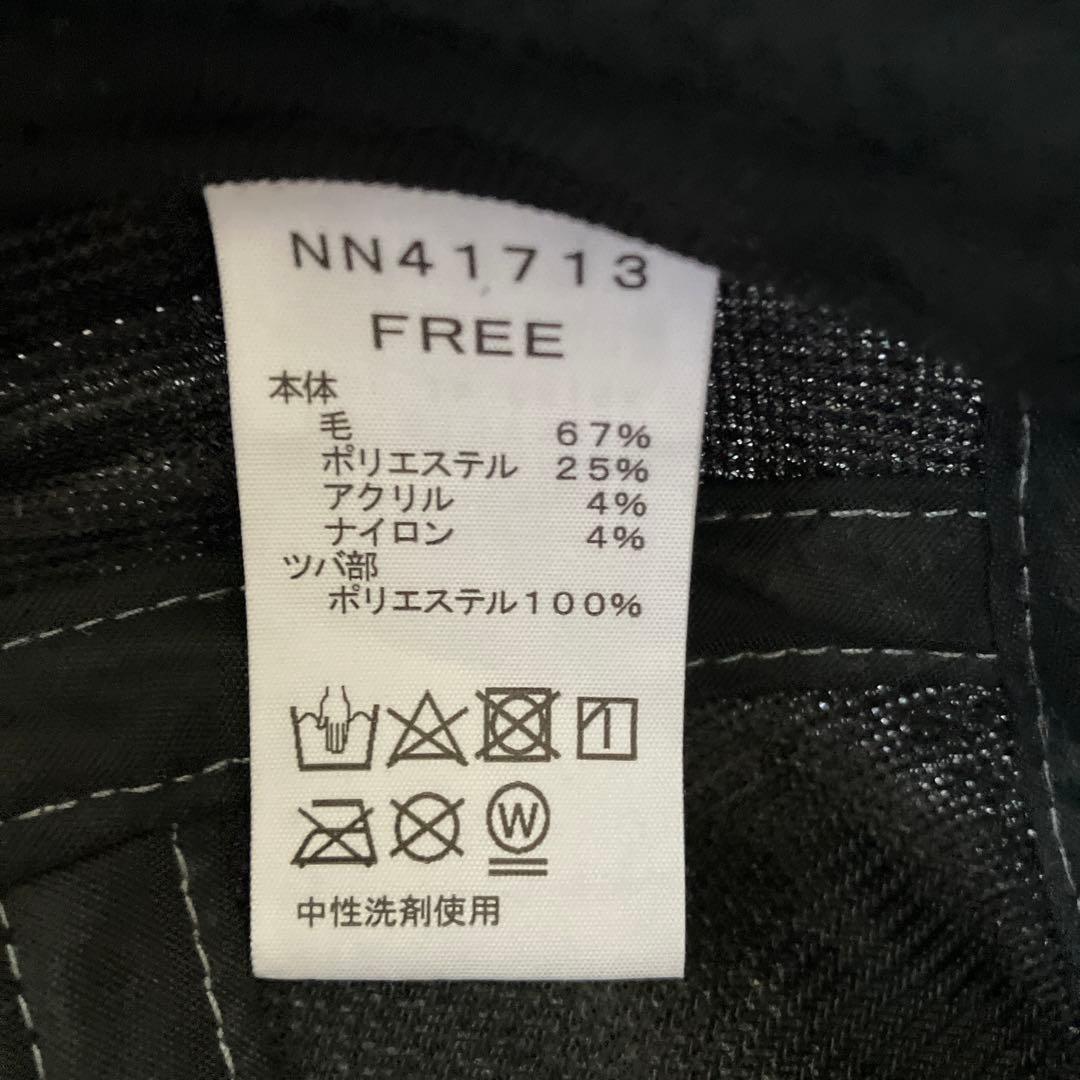 NN41713
FREE
本体
毛 67%
ポリエステル 25%
アクリル 4%
ナイロン 4%
ツバ部
ポリエステル100%
W
中性洗剤使用